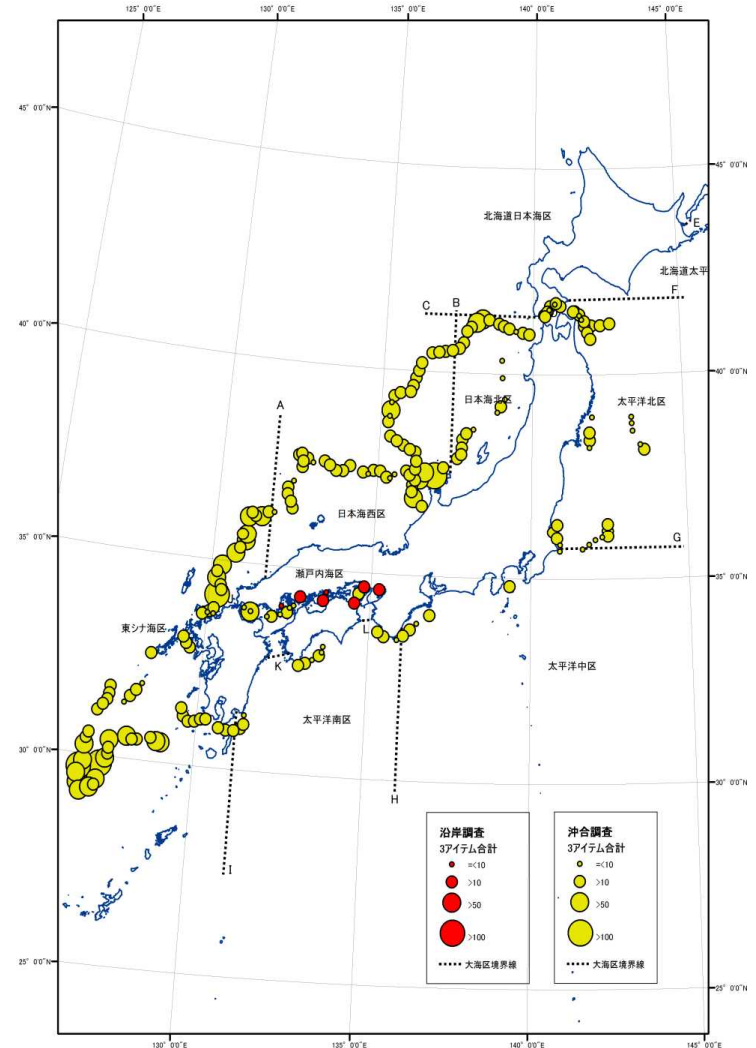 125° 0'0"E
130° 0'0"E
135° 0'0"E
140° 0'0"E
145° 0'0"E
45° 0'0"N
45° 0'0"N
北海道日本海区
E
北海道太平
F
B
C
40° 0'0"N
40° 0'0"N
日本海北区
太平洋北区
A
日本海西区
35° 0'0"N
G
35° 0'0"N
瀬戸内海区
東シナ海区
L
K
太平洋中区
太平洋南区
30° 0'0"N
30° 0'0"N
H
I
沿岸調査
3アイテム合計
=<10
>10
>50
>100
大海区境界線
沖合調査
3アイテム合計
=<10
>10
>50
>100
大海区境界線
25° 0'0"N
25° 0'0"N
130° 0'0"E
135° 0'0"E
140° 0'0"E
145° 0'0"E